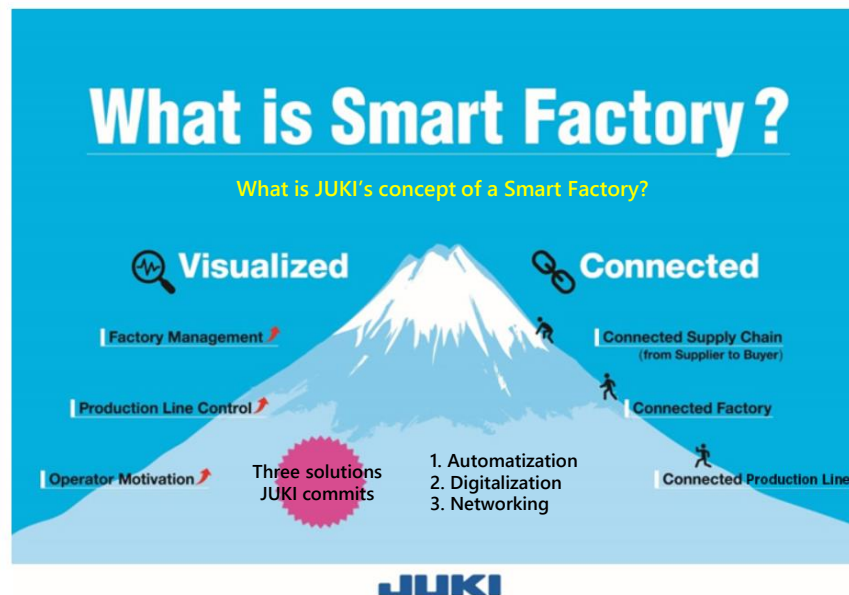 What is Smart Factory?
What is JUKI's concept of a Smart Factory?
Visualized
Factory Management
Production Line Control
Operator Motivation
Connected
Connected Supply Chain
(from Supplier to Buyer)
Connected Factory
Connected Production Line
Three solutions
JUKI commits
1. Automatization
2. Digitalization
3. Networking
JUKI